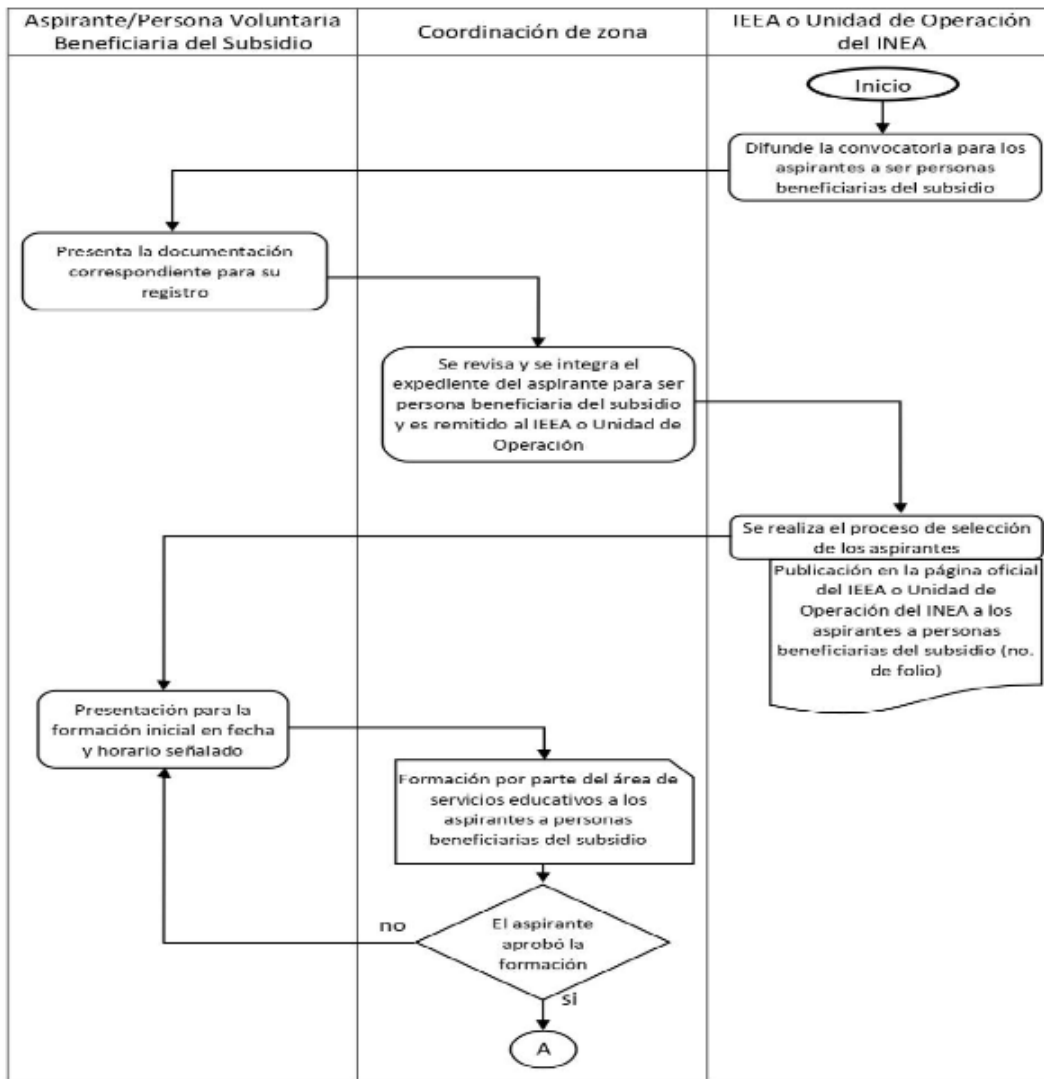 Aspirante/Persona Voluntaria
Beneficiaria del Subsidio
Coordinación de zona
IEEA o Unidad de Operación
del INEA
Inicio
Difunde la convocatoria para los
aspirantes a ser personas
beneficiarias del subsidio
Presenta la documentación
correspondiente para su
registro
Se revisa y se integra el
expediente del aspirante para ser
persona beneficiaria del subsidio
y es remitido al IEEA o Unidad de
Operación
Se realiza el proceso de selección
de los aspirantes
Publicación en la página oficial
del IEEA o Unidad de
Operación del INEA a los
aspirantes a personas
beneficiarias del subsidio (no.
de folio)
Presentación para la
formación inicial en fecha
y horario señalado
Formación por parte del área de
servicios educativos a los
aspirantes a personas
beneficiarias del subsidio
no
El aspirante
aprobó la
formación
si
A